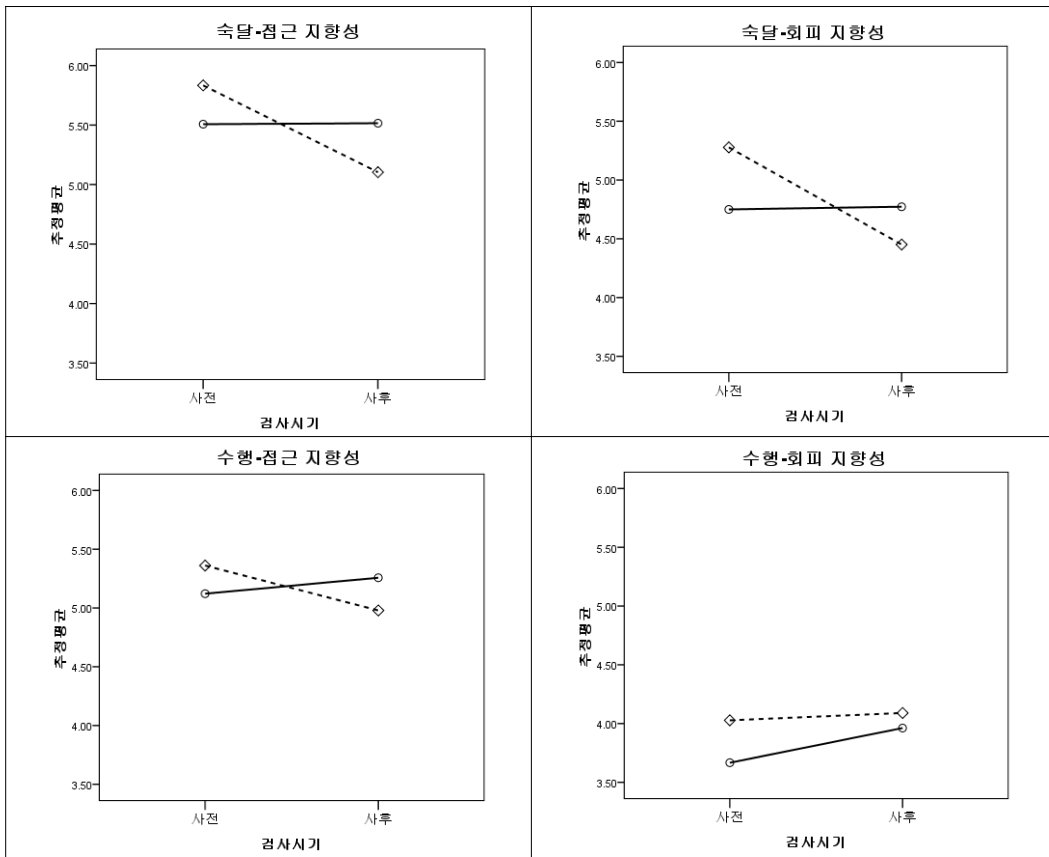 숙달-접근 지향성
6.00
5.50
5.00
4.50
4.00
3.50
추정평균
사전
사후
검사시기
숙달-회피 지향성
6.00
5.50
5.00
4.50
4.00
3.50
추정평균
사전
사후
검사시기
수행-접근 지향성
6.00
5.50
5.00
4.50
4.00
3.50
추정평균
사전
사후
검사시기
수행-회피 지향성
6.00
5.50
5.00
4.50
4.00
3.50
추정평균
사전
사후
검사시기